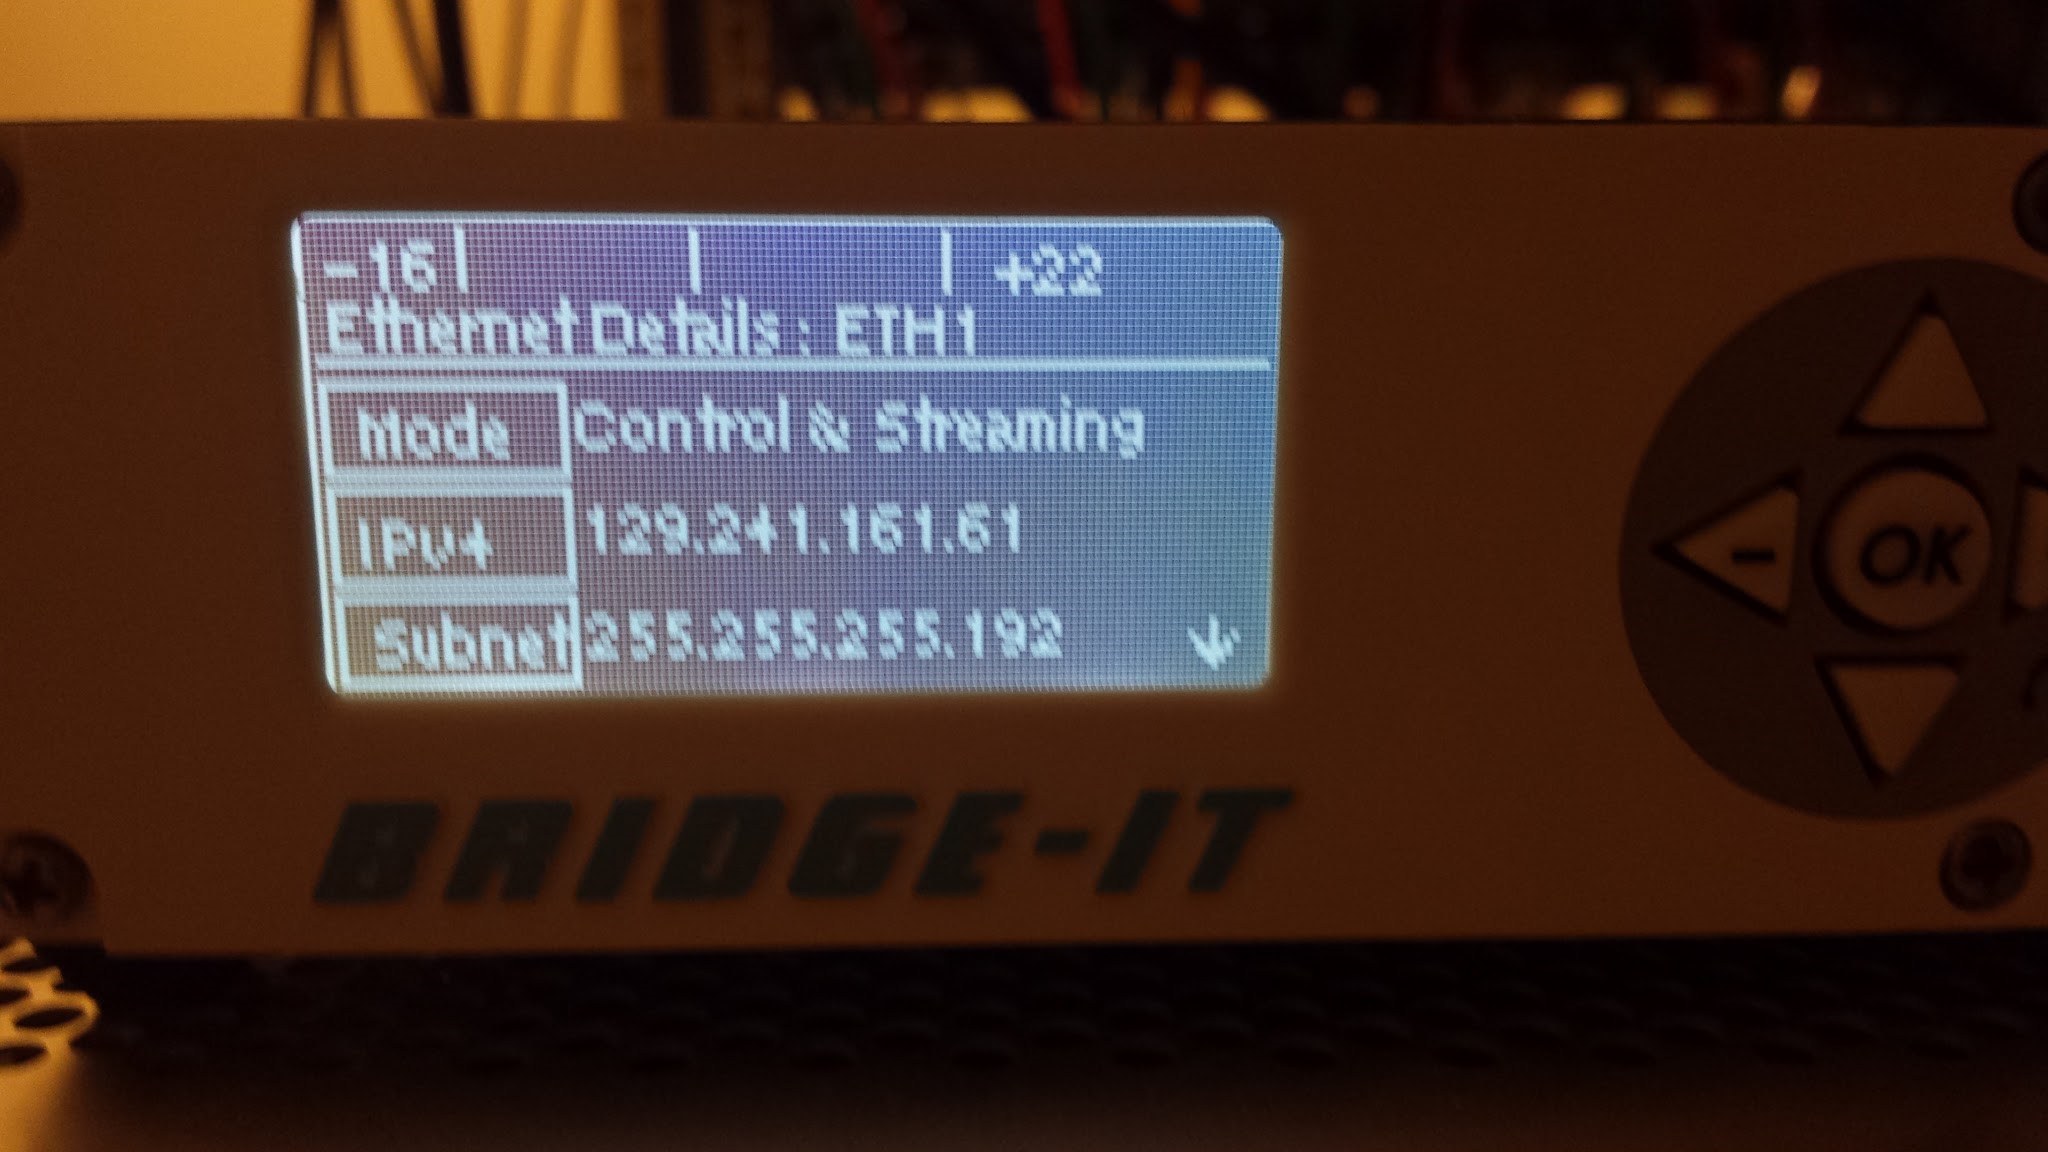 -16 +22
Ethernet Details : ETH1
Mode Control & Streaming
IPv4 129.241.161.61
Subnet 255.255.255.192
- OK
BRIDGE-IT